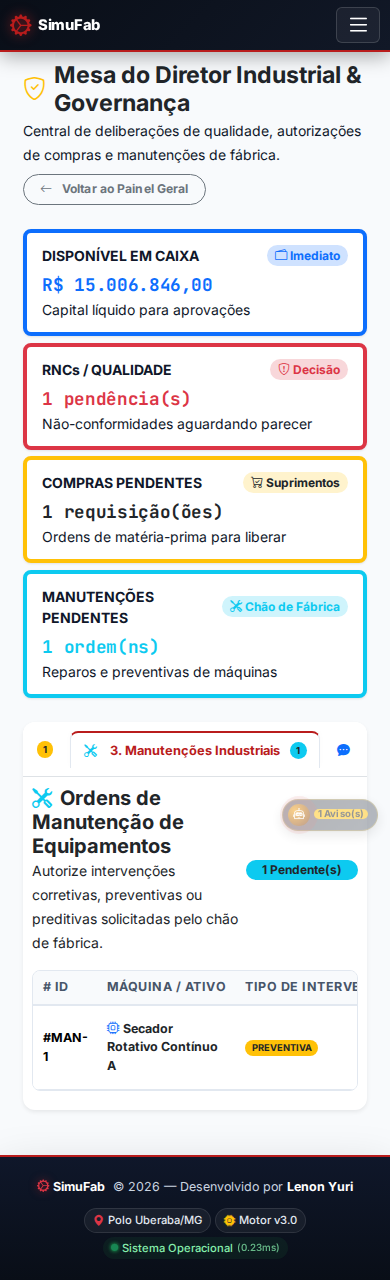 SimuFab
Mesa do Diretor Industrial &
Governança
Central de deliberações de qualidade, autorizações
de compras e manutenções de fábrica.
← Voltar ao Painel Geral
DISPONÍVEL EM CAIXA
Imediato
R$ 15.006.846,00
Capital líquido para aprovações
RNCs / QUALIDADE
Decisão
1 pendência(s)
Não-conformidades aguardando parecer
COMPRAS PENDENTES
Suprimentos
1 requisição(ões)
Ordens de matéria-prima para liberar
MANUTENÇÕES
PENDENTES
Chão de Fábrica
1 ordem(ns)
Reparos e preventivas de máquinas
1
3. Manutenções Industriais 1
Ordens de
Manutenção de
Equipamentos
1 Aviso(s)
Autorize intervenções
corretivas, preventivas ou
preditivas solicitadas pelo chão
de fábrica.
1 Pendente(s)
# ID MÁQUINA / ATIVO TIPO DE INTERVE
#MAN-
1
Secador
Rotativo Contínuo
A
PREVENTIVA
SimuFab © 2026 — Desenvolvido por Lenon Yuri
Polo Uberaba/MG Motor v3.0
Sistema Operacional (0.23ms)